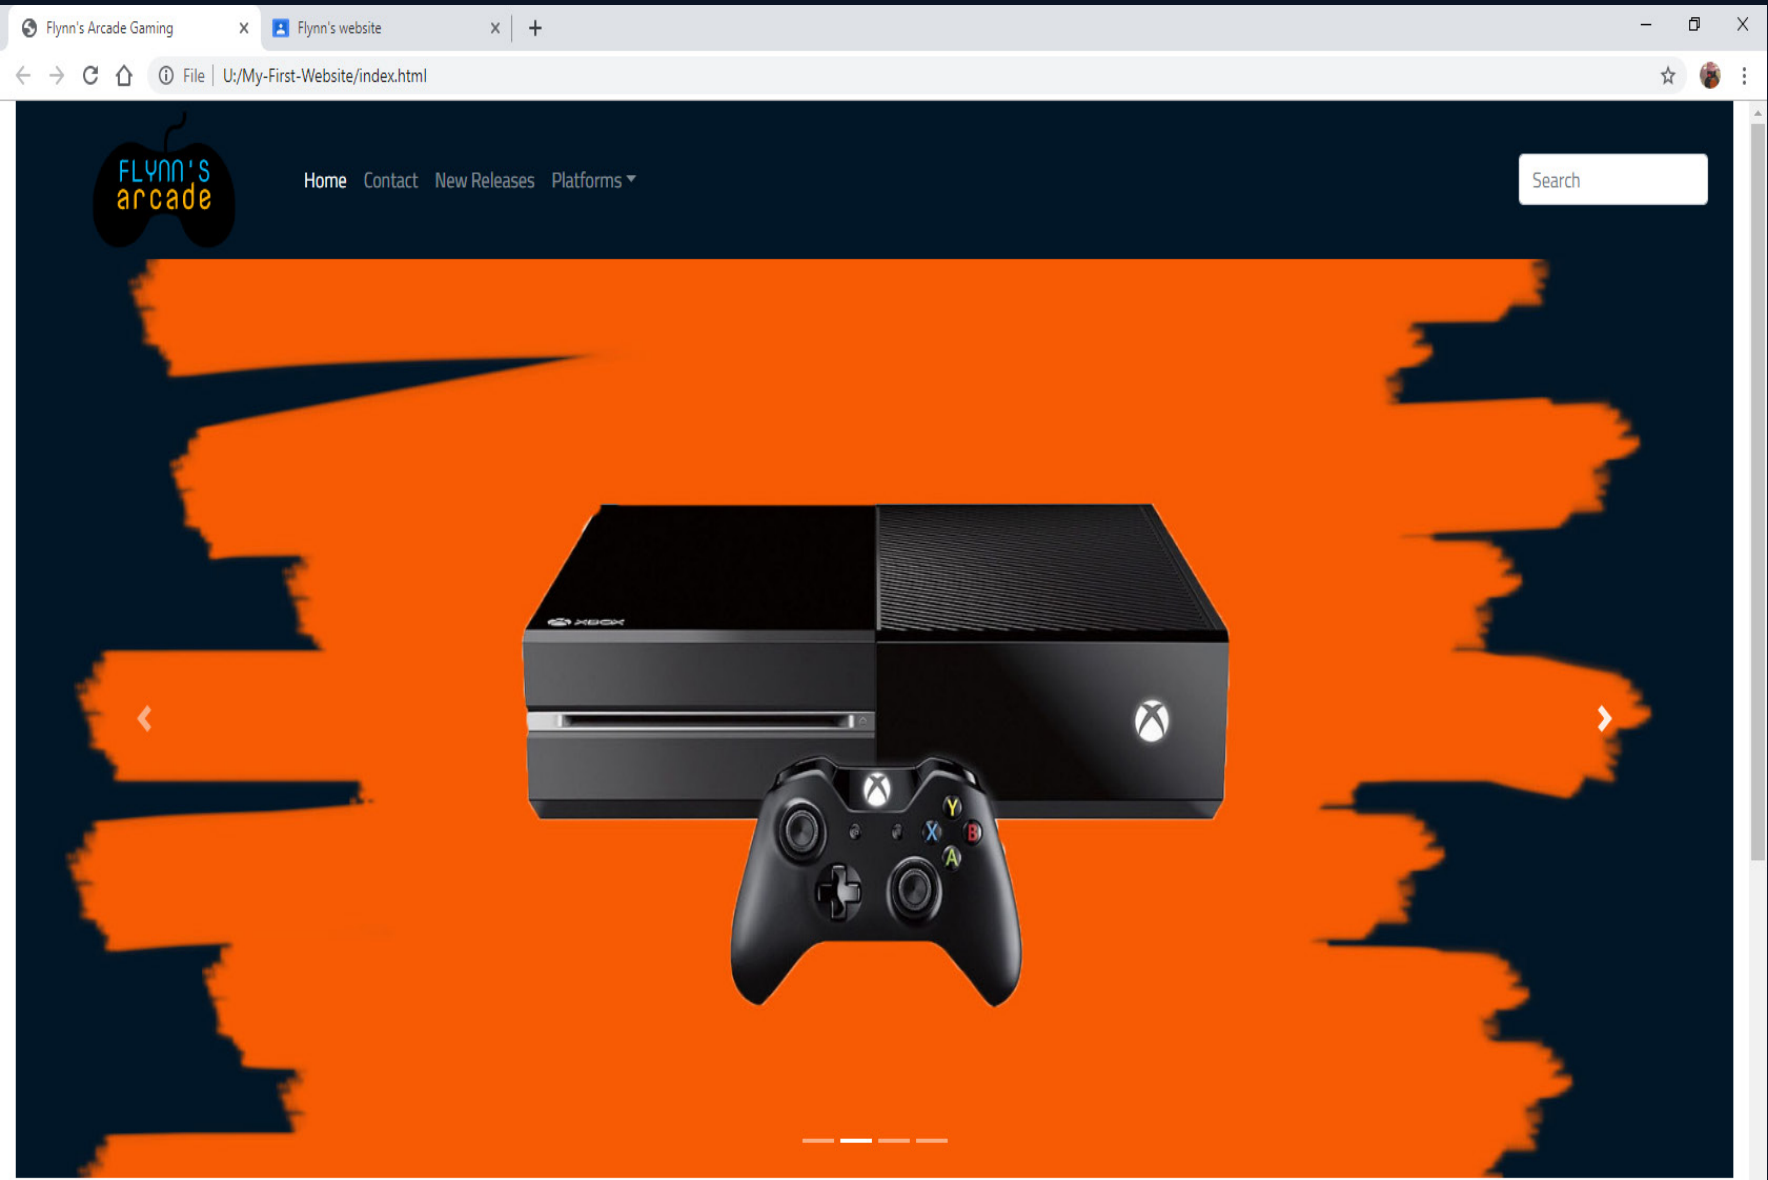 Flynn's Arcade Gaming
Flynn's website
File
U:/My-First-Website/index.html
FLYNN'S
arcade
Home
Contact
New Releases
Platforms
Search
XBOX
Y
X
B
A